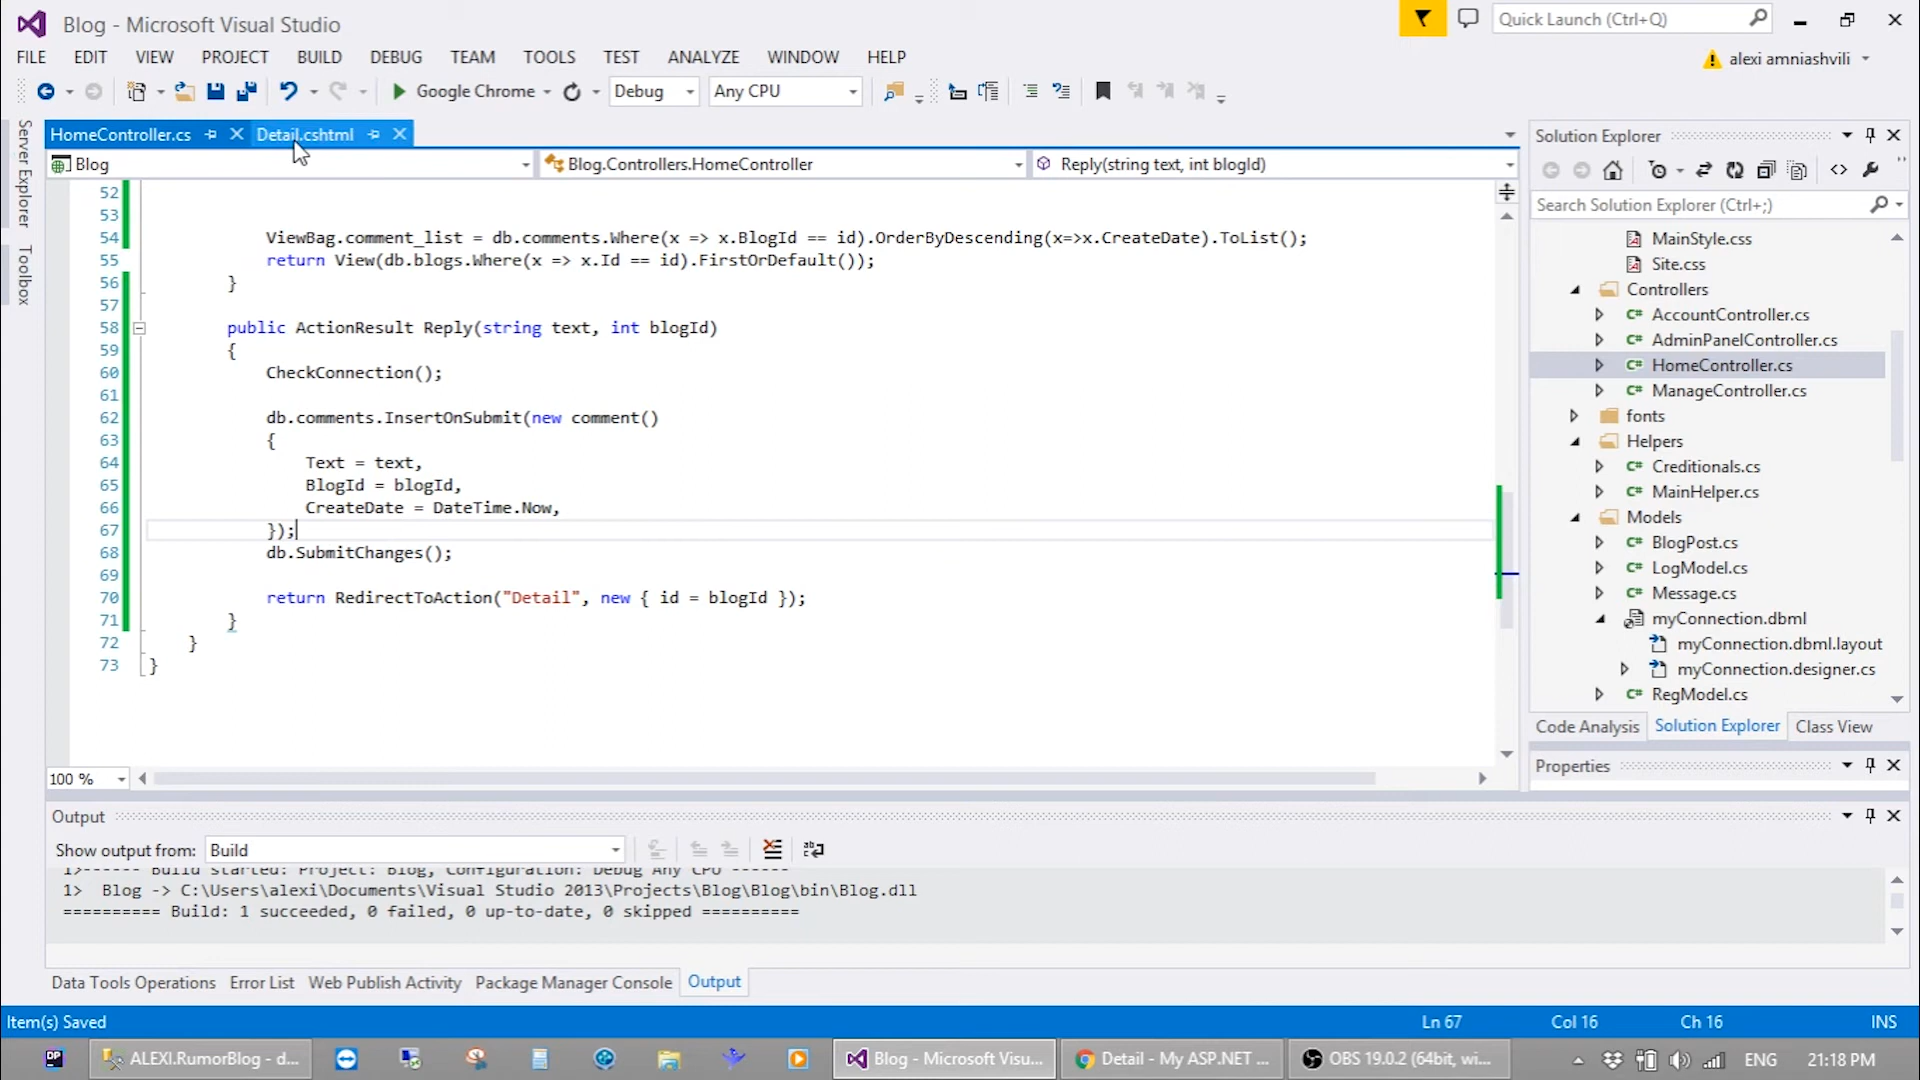 Blog - Microsoft Visual Studio
Quick Launch (Ctrl+Q)
FILE EDIT VIEW PROJECT BUILD DEBUG TEAM TOOLS TEST ANALYZE WINDOW HELP
alexi amniashvili
Google Chrome Debug Any CPU
Server Explorer
Toolbox
HomeController.cs Detail.cshtml
Blog Blog.Controllers.HomeController Reply(string text, int blogId)
52
53
54 ViewBag.comment_list = db.comments.Where(x => x.BlogId == id).OrderByDescending(x=>x.CreateDate).ToList();
55 return View(db.blogs.Where(x => x.Id == id).FirstOrDefault());
56 }
57
58 public ActionResult Reply(string text, int blogId)
59 {
60 CheckConnection();
61
62 db.comments.InsertOnSubmit(new comment()
63 {
64 Text = text,
65 BlogId = blogId,
66 CreateDate = DateTime.Now,
67 });
68 db.SubmitChanges();
69
70 return RedirectToAction("Detail", new { id = blogId });
71 }
72 }
73 }
100 %
Solution Explorer
Search Solution Explorer (Ctrl+;)
MainStyle.css
Site.css
Controllers
C# AccountController.cs
C# AdminPanelController.cs
C# HomeController.cs
C# ManageController.cs
fonts
Helpers
C# Creditionals.cs
C# MainHelper.cs
Models
C# BlogPost.cs
C# LogModel.cs
C# Message.cs
myConnection.dbml
myConnection.dbml.layout
myConnection.designer.cs
C# RegModel.cs
Code Analysis Solution Explorer Class View
Properties
Output
Show output from: Build
1>------ Build started: Project: Blog, Configuration: Debug Any CPU ------
1> Blog -> C:\Users\alexi\Documents\Visual Studio 2013\Projects\Blog\Blog\bin\Blog.dll
========== Build: 1 succeeded, 0 failed, 0 up-to-date, 0 skipped ==========
Data Tools Operations Error List Web Publish Activity Package Manager Console Output
Item(s) Saved Ln 67 Col 16 Ch 16 INS
DP ALEXI.RumorBlog - d... Blog - Microsoft Visu... Detail - My ASP.NET ... OBS 19.0.2 (64bit, wi... ENG 21:18 PM